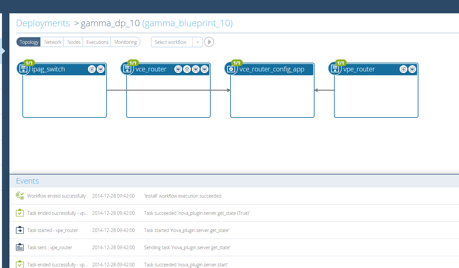 Deployments > gamma_dp_10 (gamma_blueprint_10)
Topology Network Nodes Executions Monitoring Select workflow
1/1 1/1 1/1 1/1
ipag_switch vce_router vce_router_config_app vpe_router
Events
Workflow ended successfully 2014-12-28 09:42:00 'install' workflow execution succeeded
Task ended successfully - vp... 2014-12-28 09:42:00 Task succeeded 'nova_plugin.server.get_state (True)'
Task started - vpe_router 2014-12-28 09:42:00 Task started 'nova_plugin.server.get_state'
Task sent - vpe_router 2014-12-28 09:42:00 Sending task 'nova_plugin.server.get_state'
Task ended successfully - vp... 2014-12-28 09:42:00 Task succeeded 'nova_plugin.server.start'